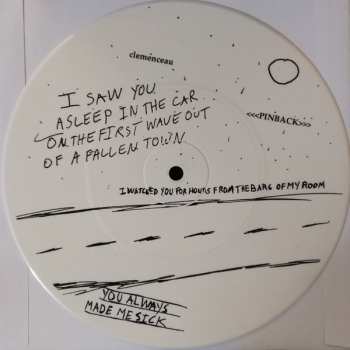 clemenceau
I SAW YOU
ASLEEP IN THE CAR
ON THE FIRST WAVE OUT
OF A FALLEN TOWN
<<<PINBACK>>>
I WATCHED YOU FOR HOURS FROM THE BARS OF MY ROOM
YOU ALWAYS
MADE ME SICK